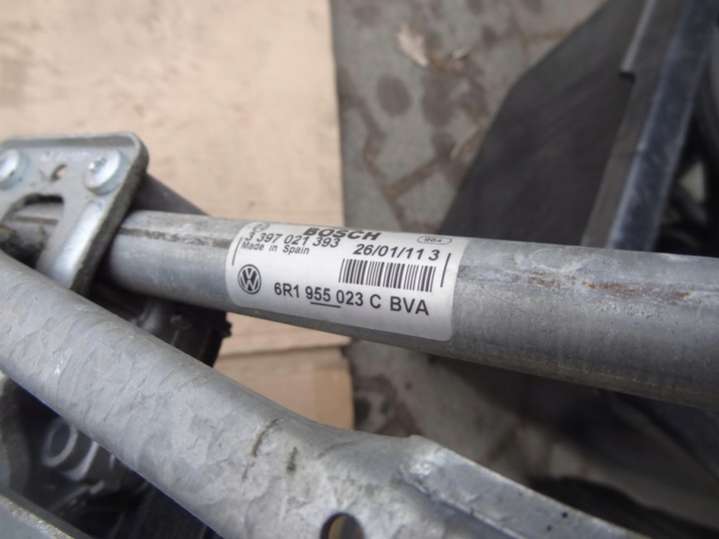 BOSCH
3 397 021 393
Made in Spain
26/01/11 3
6R1 955 023 C BVA